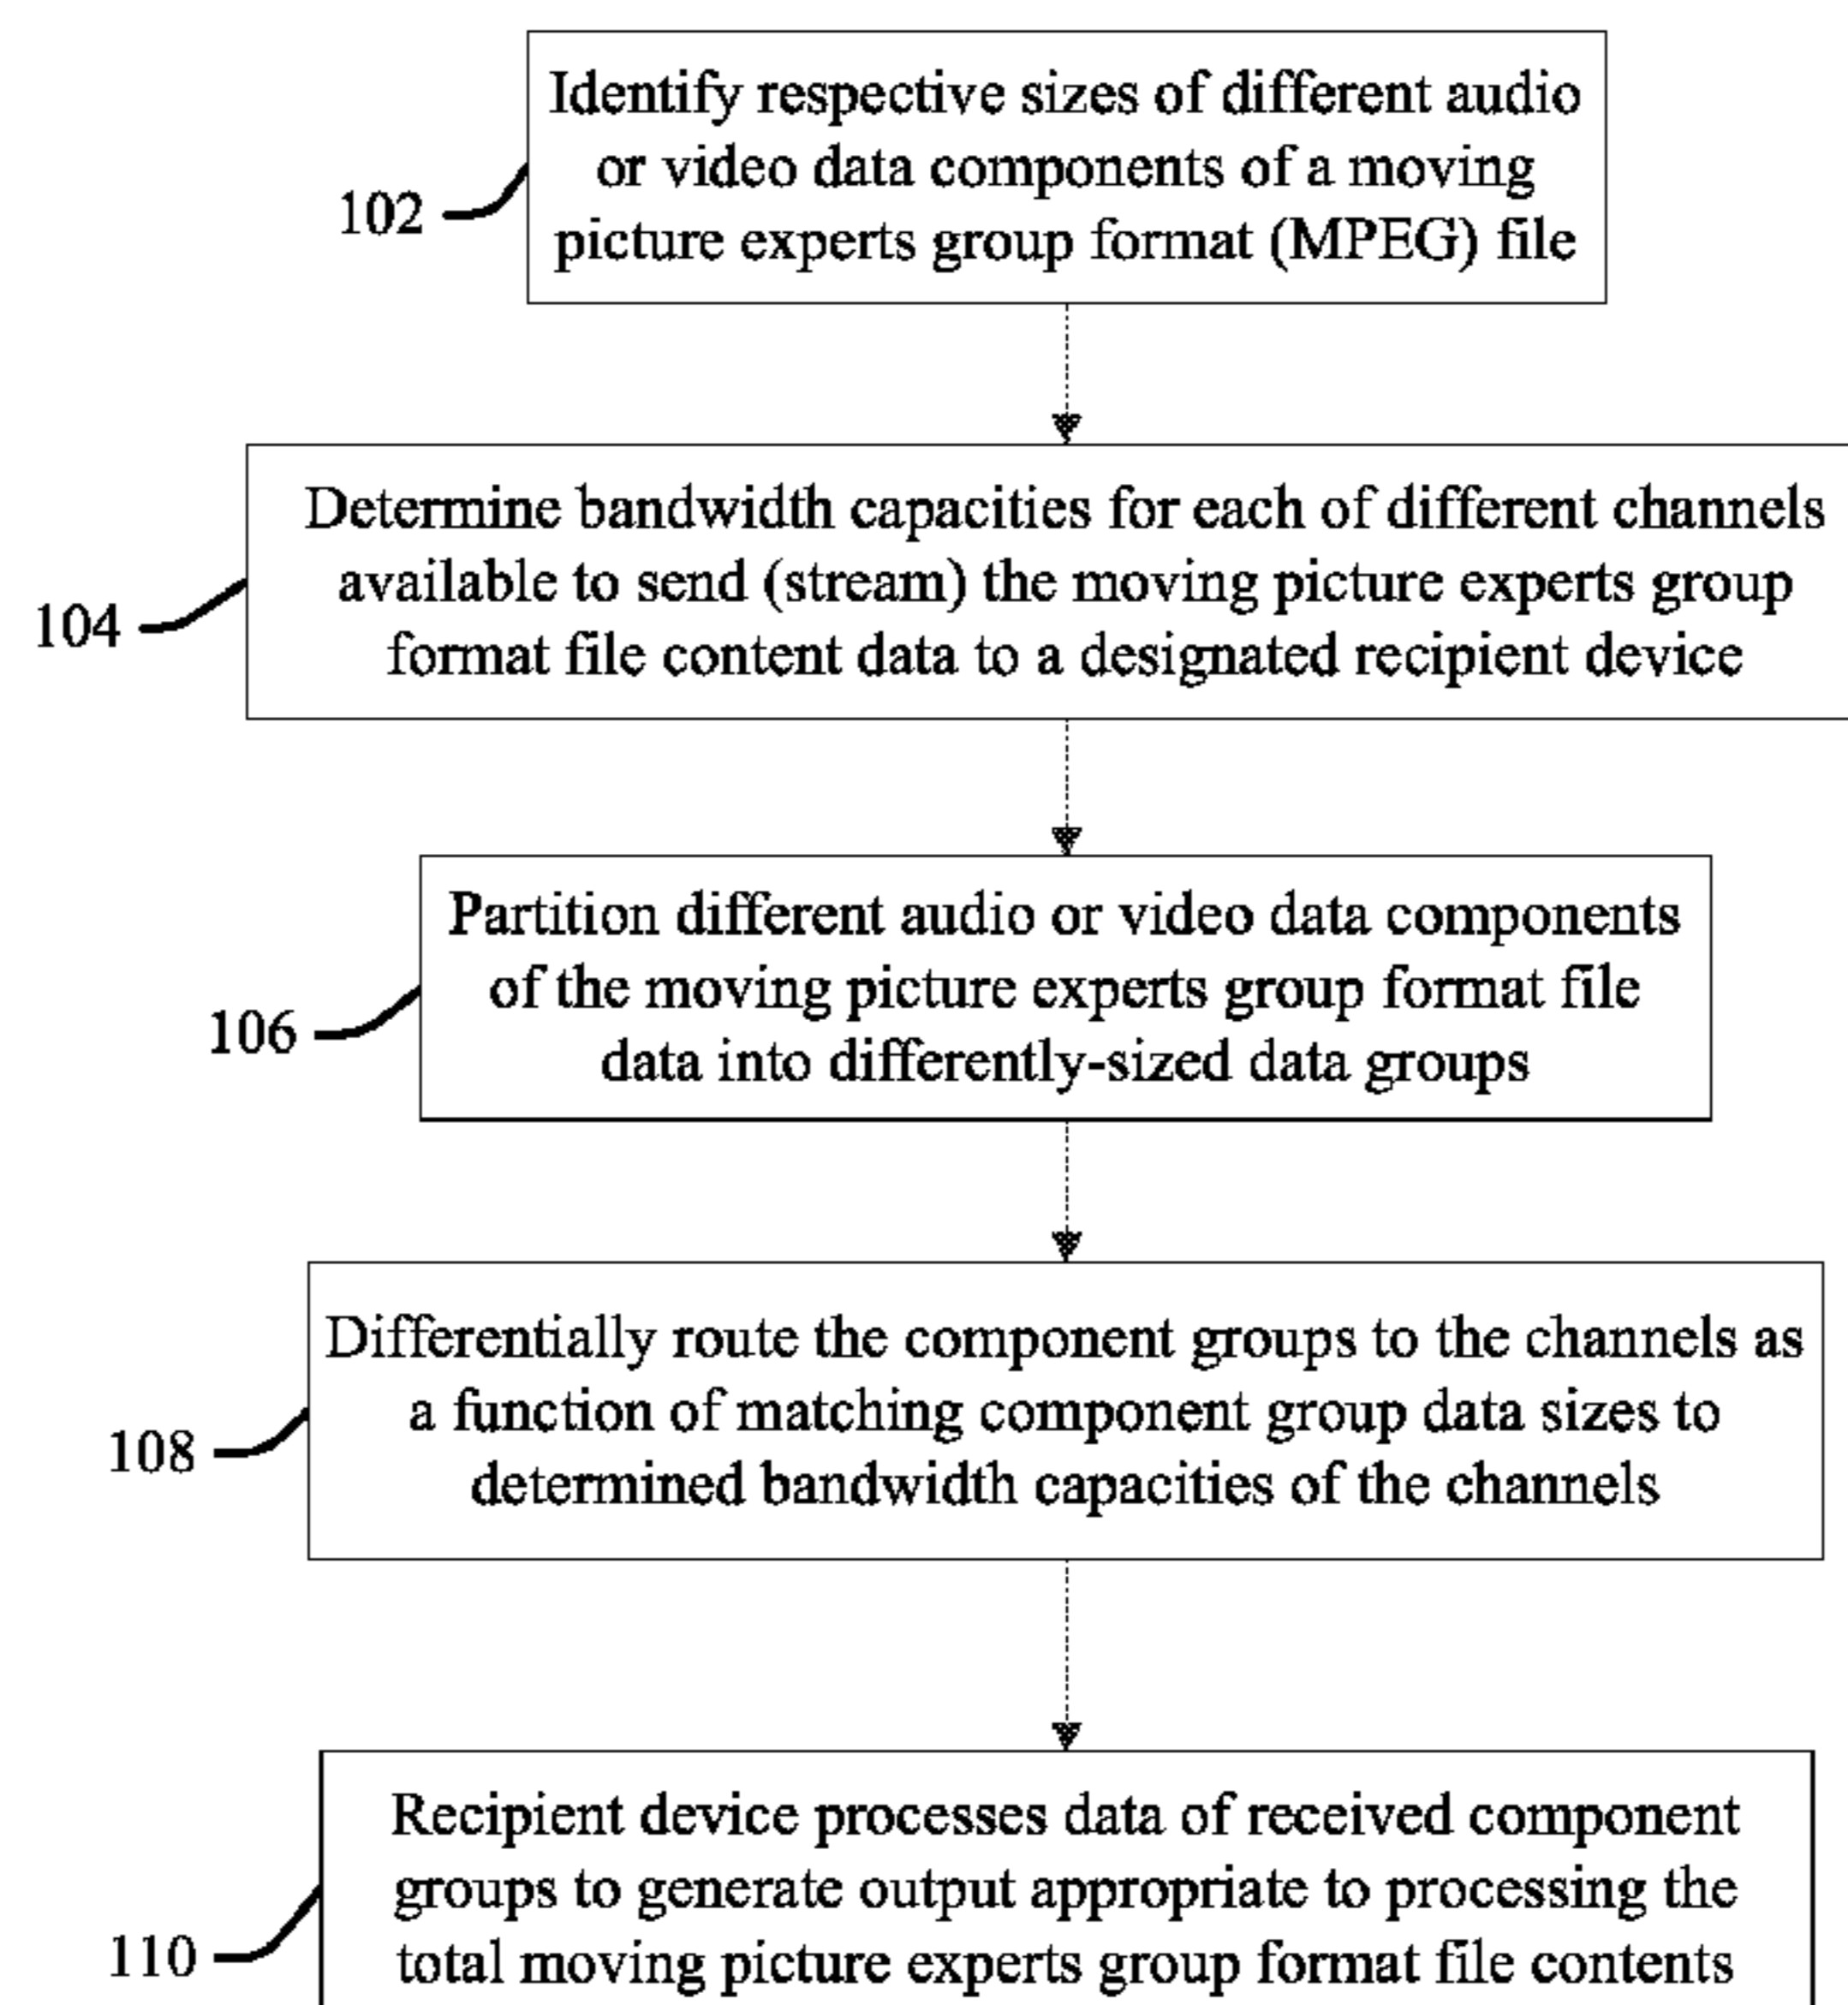 Identify respective sizes of different audio
or video data components of a moving
picture experts group format (MPEG) file
102
Determine bandwidth capacities for each of different channels
available to send (stream) the moving picture experts group
format file content data to a designated recipient device
104
Partition different audio or video data components
of the moving picture experts group format file
data into differently-sized data groups
106
Differentially route the component groups to the channels as
a function of matching component group data sizes to
determined bandwidth capacities of the channels
108
Recipient device processes data of received component
groups to generate output appropriate to processing the
total moving picture experts group format file contents
110